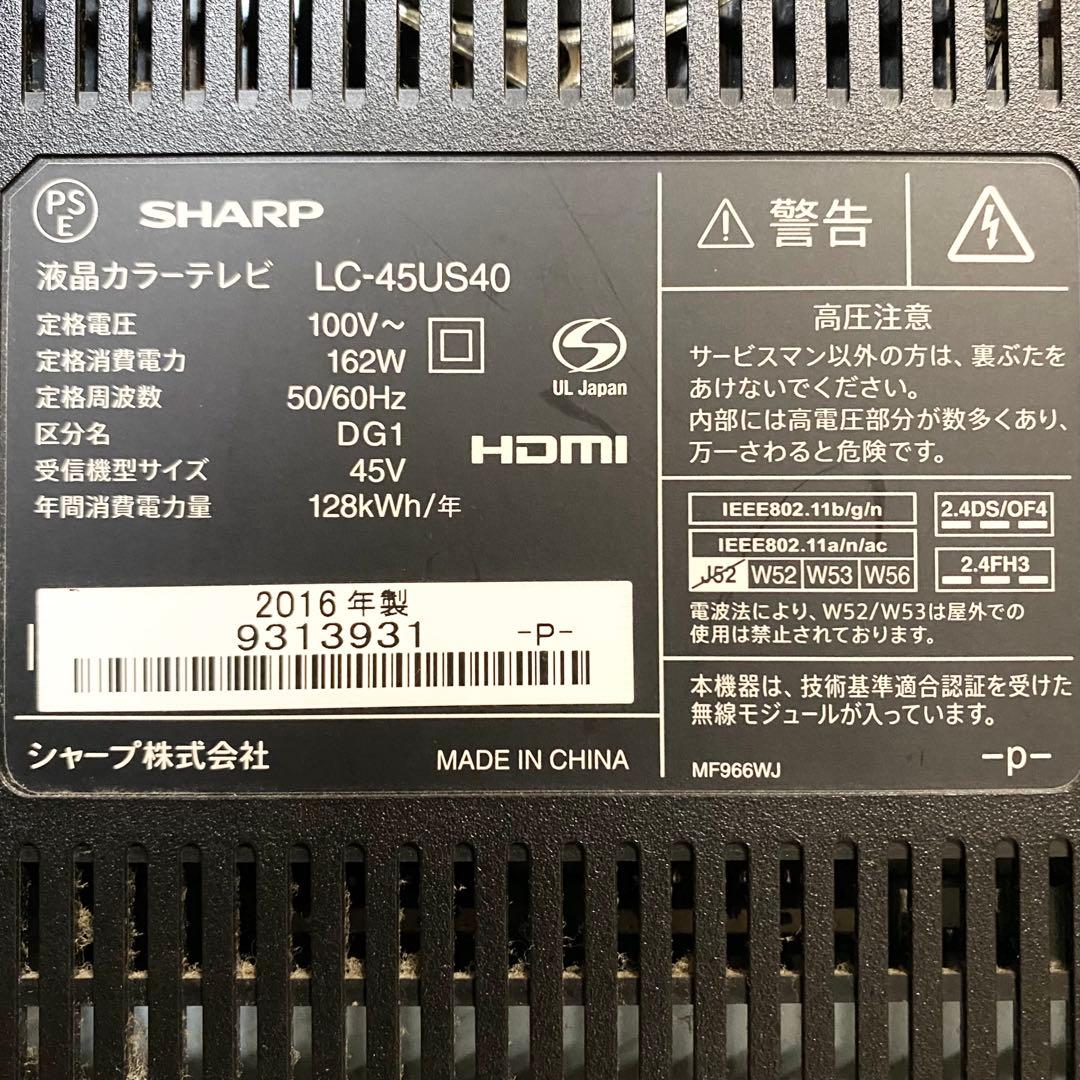 PSE
SHARP
液晶カラーテレビ LC-45US40
定格電圧 100V～
定格消費電力 162W
定格周波数 50/60Hz
区分名 DG1
受信機型サイズ 45V
年間消費電力量 128kWh/年
UL Japan
HDMI
2016年製
9313931 -P-
シャープ株式会社 MADE IN CHINA
警告
高圧注意
サービスマン以外の方は、裏ぶたを
あけないでください。
内部には高電圧部分が数多くあり、
万一さわると危険です。
IEEE802.11b/g/n
IEEE802.11a/n/ac
J52 W52 W53 W56
2.4DS/OF4
2.4FH3
電波法により、W52/W53は屋外での
使用は禁止されております。
本機器は、技術基準適合認証を受けた
無線モジュールが入っています。
MF966WJ -p-